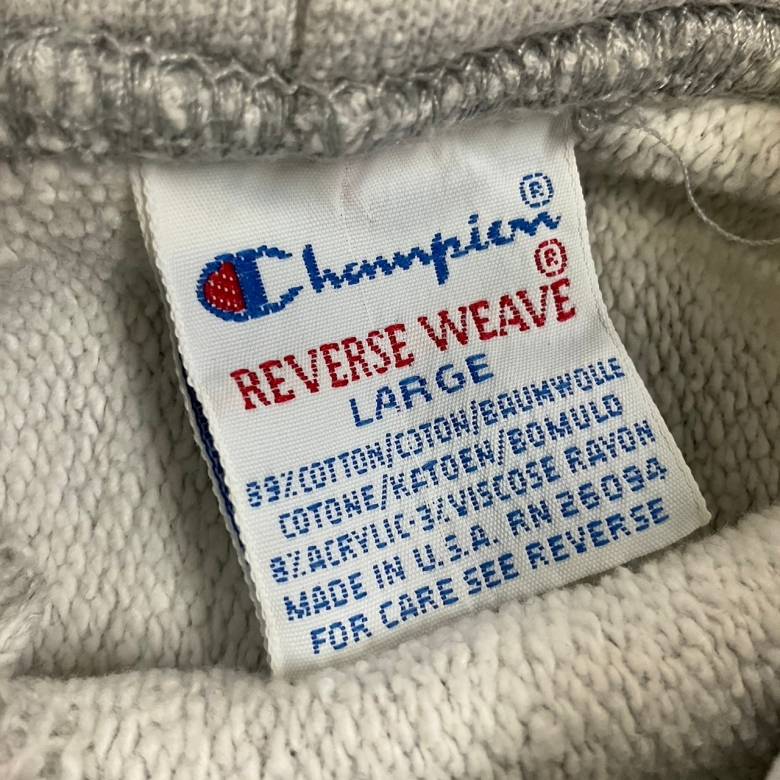 Champion®
REVERSE WEAVE®
LARGE
89%COTTON/COTON/BAUMWOLLE
COTONE/KATOEN/BOMULD
8%ACRYLIC-3%VISCOSE RAYON
MADE IN U.S.A. RN 26094
FOR CARE SEE REVERSE